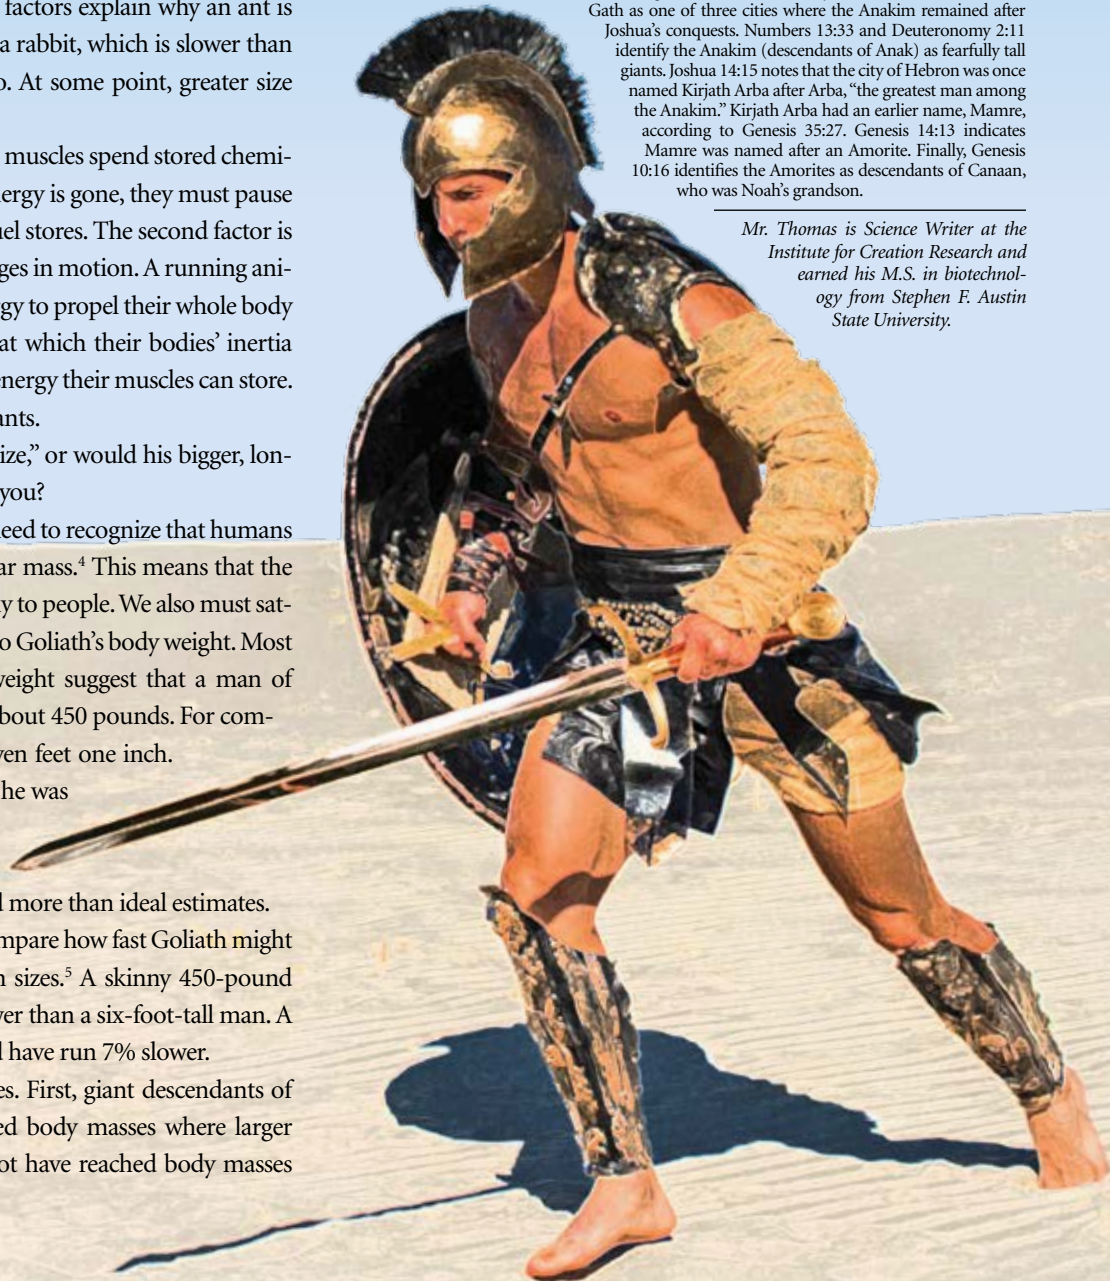 factors explain why an ant is
a rabbit, which is slower than
o. At some point, greater size
muscles spend stored chemi-
ergy is gone, they must pause
uel stores. The second factor is
ges in motion. A running ani-
rgy to propel their whole body
at which their bodies’ inertia
energy their muscles can store.
ants.
ize,” or would his bigger, lon-
you?
eed to recognize that humans
ar mass.4 This means that the
y to people. We also must sat-
o Goliath’s body weight. Most
weight suggest that a man of
bout 450 pounds. For com-
ven feet one inch.
he was
d more than ideal estimates.
mpare how fast Goliath might
n sizes.5 A skinny 450-pound
wer than a six-foot-tall man. A
d have run 7% slower.
es. First, giant descendants of
ed body masses where larger
ot have reached body masses
Gath as one of three cities where the Anakim remained after
Joshua’s conquests. Numbers 13:33 and Deuteronomy 2:11
identify the Anakim (descendants of Anak) as fearfully tall
giants. Joshua 14:15 notes that the city of Hebron was once
named Kirjath Arba after Arba, “the greatest man among
the Anakim.” Kirjath Arba had an earlier name, Mamre,
according to Genesis 35:27. Genesis 14:13 indicates
Mamre was named after an Amorite. Finally, Genesis
10:16 identifies the Amorites as descendants of Canaan,
who was Noah’s grandson.
Mr. Thomas is Science Writer at the
Institute for Creation Research and
earned his M.S. in biotechnol-
ogy from Stephen F. Austin
State University.